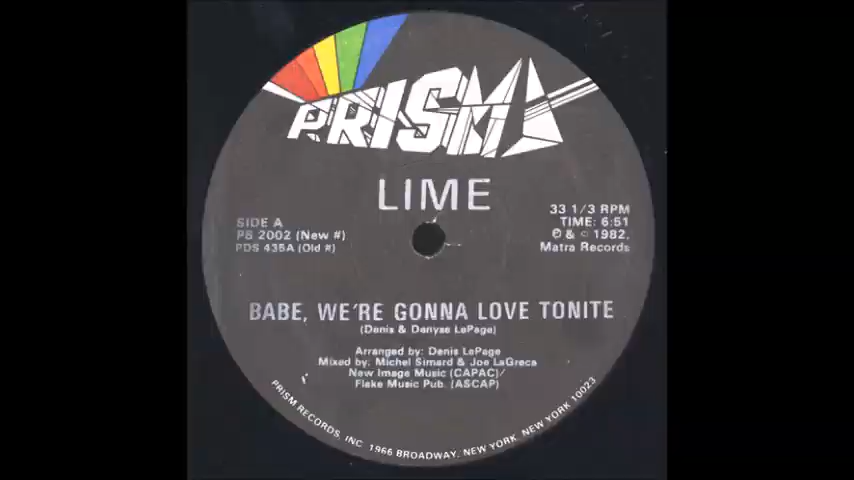 PRISM
LIME
SIDE A
PB 2002 (New #)
PDS 435A (Old #)
33 1/3 RPM
TIME: 6:51
℗ & © 1982.
Matra Records
BABE, WE'RE GONNA LOVE TONITE
(Denis & Denyse LePage)
Arranged by: Denis LePage
Mixed by: Michel Simard & Joe LaGreca
New Image Music (CAPAC)/
Flake Music Pub. (ASCAP)
PRISM RECORDS, INC. 1966 BROADWAY, NEW YORK, NEW YORK 10023